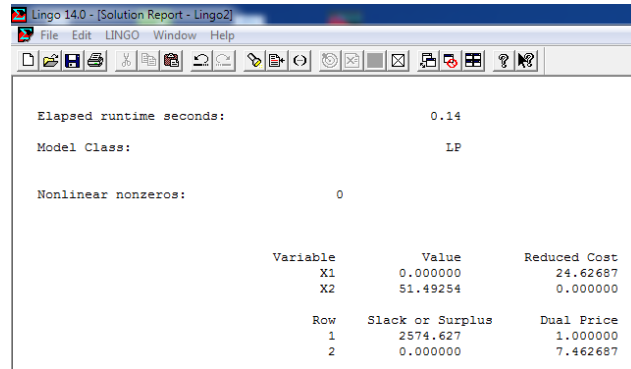 Lingo 14.0 - [Solution Report - Lingo2]
File Edit LINGO Window Help
Elapsed runtime seconds: 0.14
Model Class: LP
Nonlinear nonzeros: 0
Variable Value Reduced Cost
X1 0.000000 24.62687
X2 51.49254 0.000000
Row Slack or Surplus Dual Price
1 2574.627 1.000000
2 0.000000 7.462687